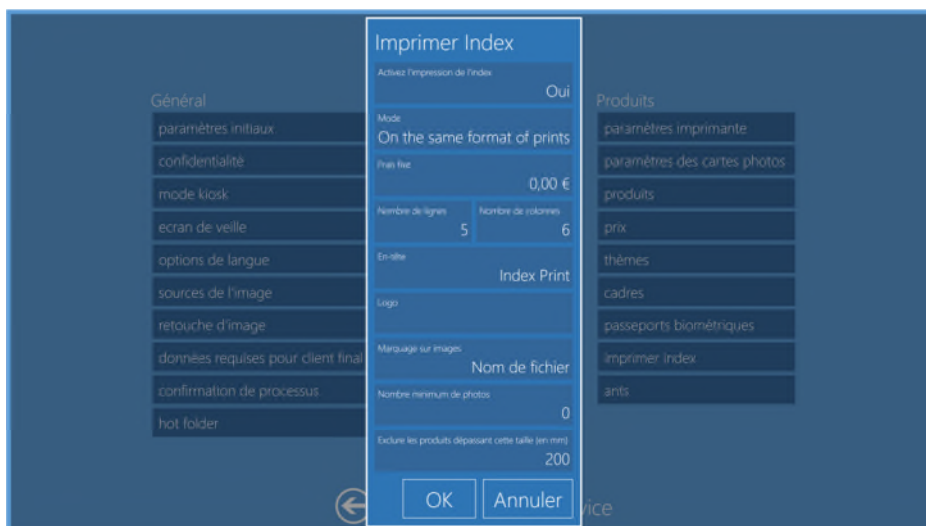 Imprimer Index
Activez l'impression de l'index
Oui
Mode
On the same format of prints
Frais fixe
0,00 €
Nombre de lignes
5
Nombre de colonnes
6
En-tête
Index Print
Logo
Marquage sur images
Nom de fichier
Nombre minimum de photos
0
Exclure les produits dépassant cette taille (en mm)
200
OK
Annuler
Général
paramètres initiaux
confidentialité
mode kiosk
ecran de veille
options de langue
sources de l'image
retouche d'image
données requises pour client final
confirmation de processus
hot folder
Produits
paramètres imprimante
paramètres des cartes photos
produits
prix
thèmes
cadres
passeports biométriques
imprimer index
ants
vice